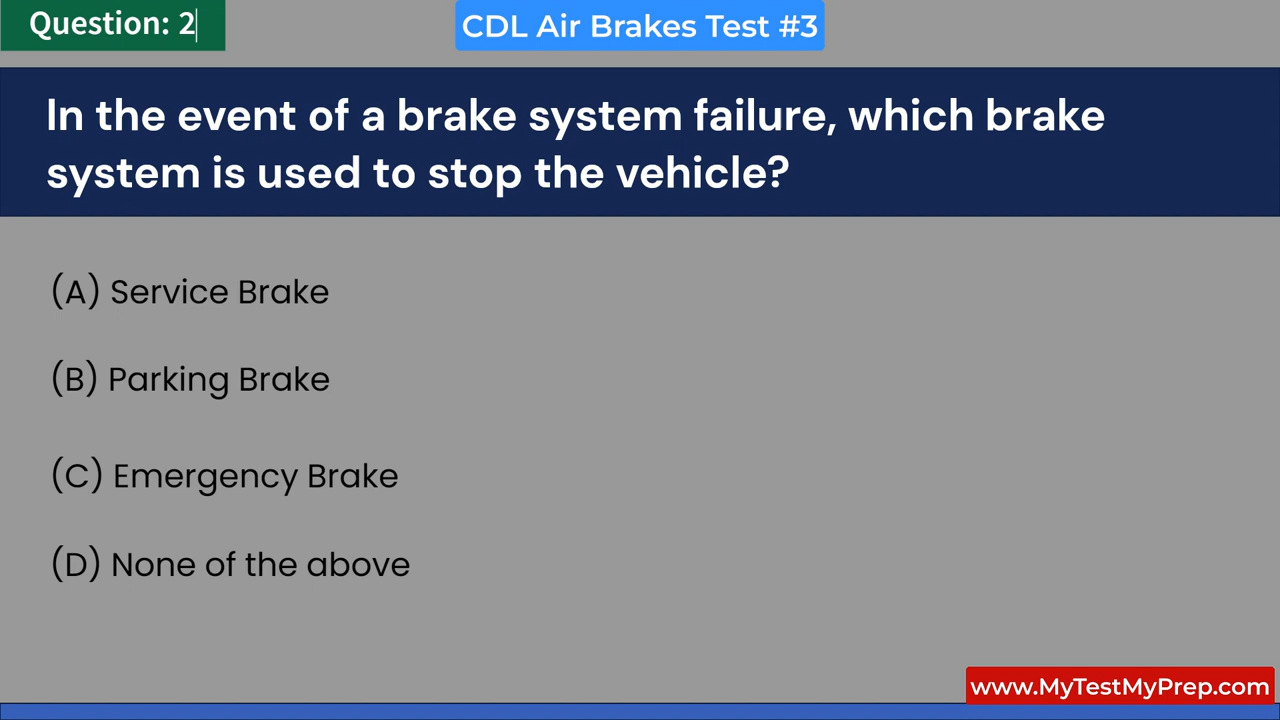 Question: 2
CDL Air Brakes Test #3
In the event of a brake system failure, which brake
system is used to stop the vehicle?
(A) Service Brake
(B) Parking Brake
(C) Emergency Brake
(D) None of the above
www.MyTestMyPrep.com